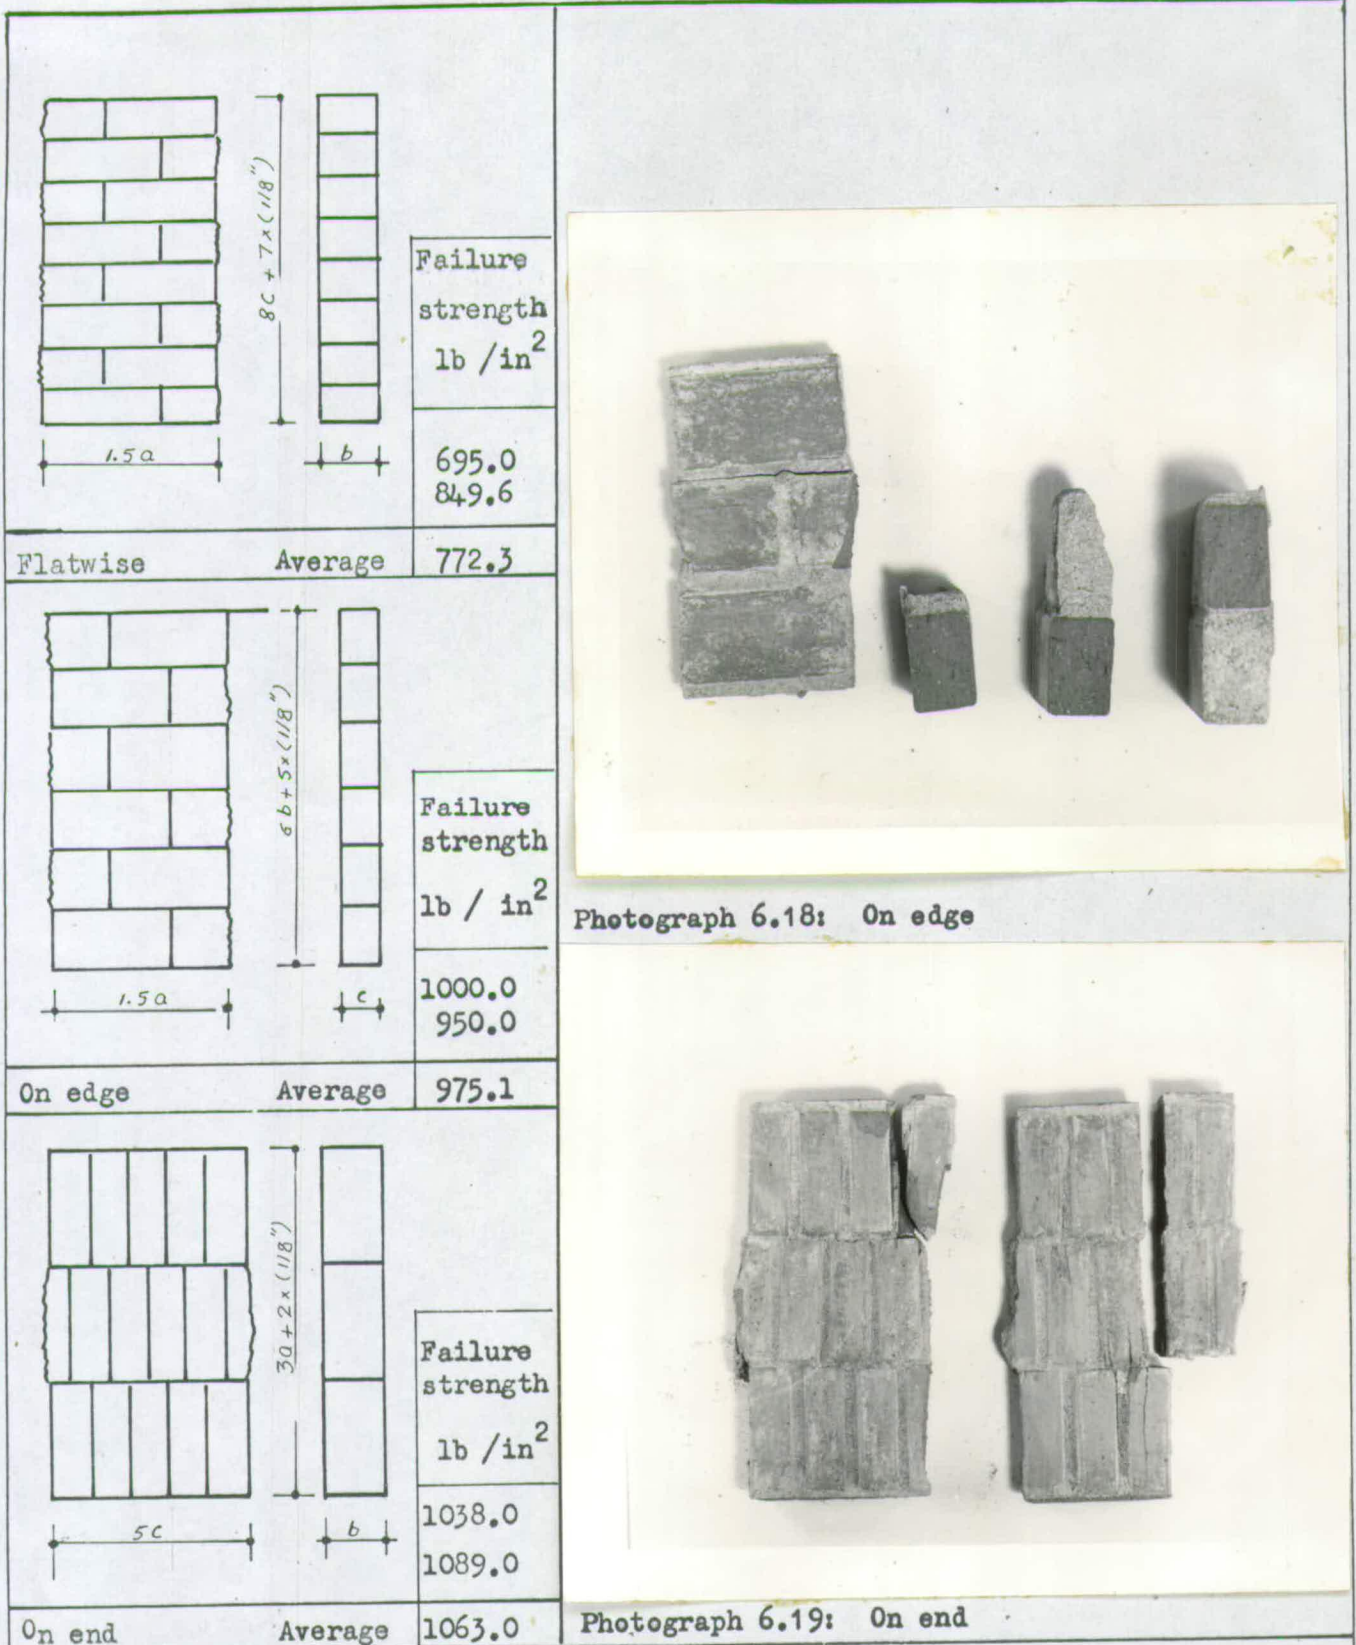 8C + 7x(1/8")
1.5a
b
Failure
strength
lb /in²
695.0
849.6
Flatwise Average 772.3
6b+5x(1/8")
1.5a
c
Failure
strength
lb / in²
1000.0
950.0
On edge Average 975.1
3a+2x(1/8")
5C
b
Failure
strength
lb /in²
1038.0
1089.0
On end Average 1063.0
Photograph 6.18: On edge
Photograph 6.19: On end